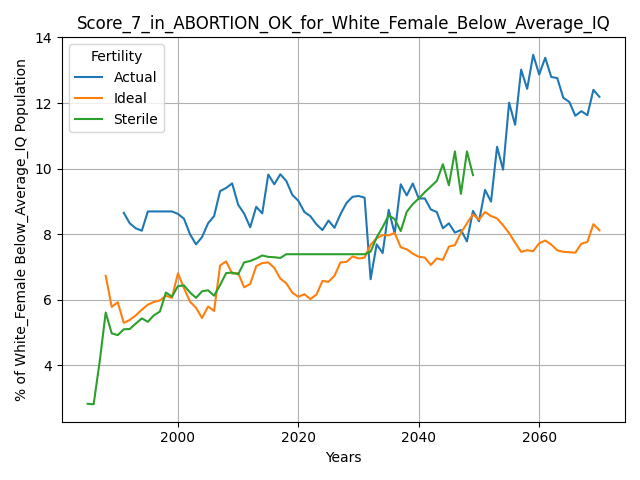 Score_7_in_ABORTION_OK_for_White_Female_Below_Average_IQ
% of White_Female Below_Average_IQ Population
14
12
10
8
6
4
Fertility
Actual
Ideal
Sterile
2000 2020 2040 2060
Years